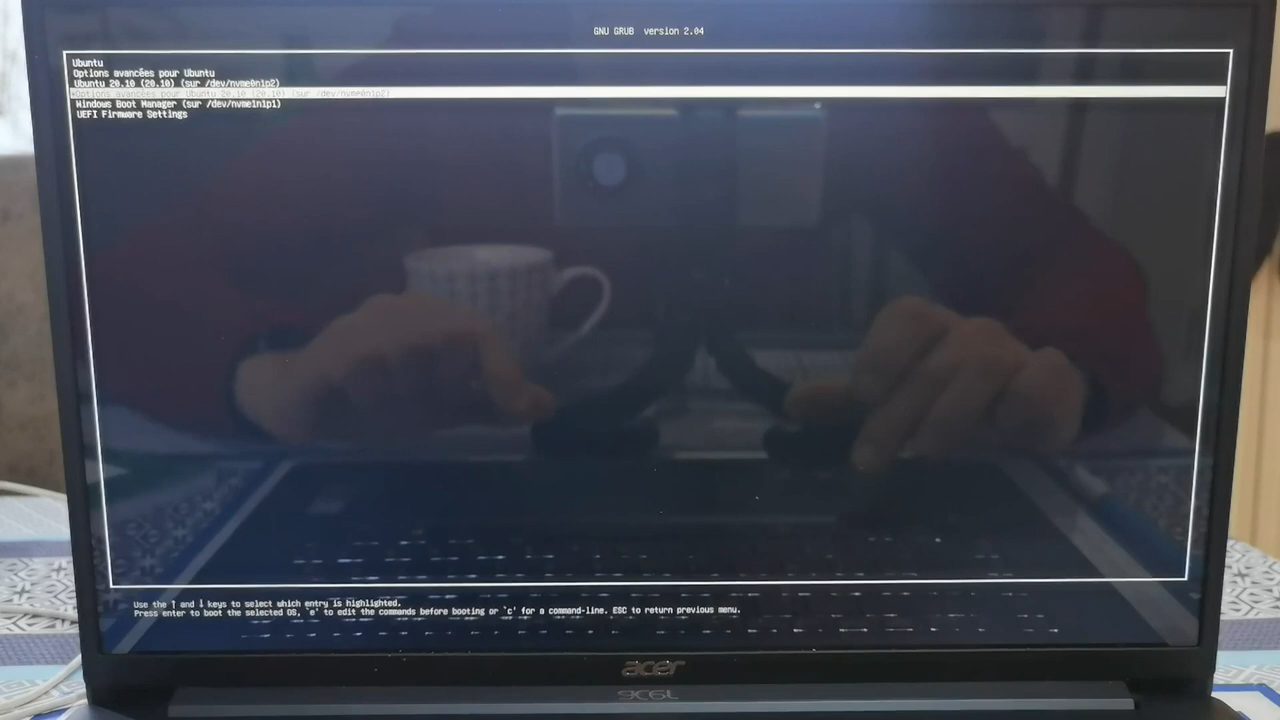 GNU GRUB version 2.04
Ubuntu
Options avancées pour Ubuntu
Ubuntu 20.10 (20.10) (sur /dev/nvme0n1p2)
*Options avancées pour Ubuntu 20.10 (20.10) (sur /dev/nvme0n1p2)
Windows Boot Manager (sur /dev/nvme1n1p1)
UEFI Firmware Settings
Use the ↑ and ↓ keys to select which entry is highlighted.
Press enter to boot the selected OS, `e' to edit the commands before booting or `c' for a command-line. ESC to return previous menu.
acer